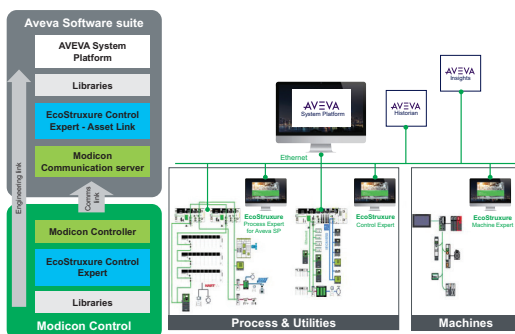 Aveva Software suite
AVEVA System
Platform
Libraries
EcoStruxure Control
Expert - Asset Link
Modicon
Communication server
Engineering link
Comms
link
Modicon Controller
EcoStruxure Control
Expert
Libraries
Modicon Control
AVEVA
System Platform
AVEVA
Historian
AVEVA
Insights
Ethernet
EcoStruxure
Process Expert
for Aveva SP
EcoStruxure
Control Expert
EcoStruxure
Machine Expert
HART
Process & Utilities
Machines